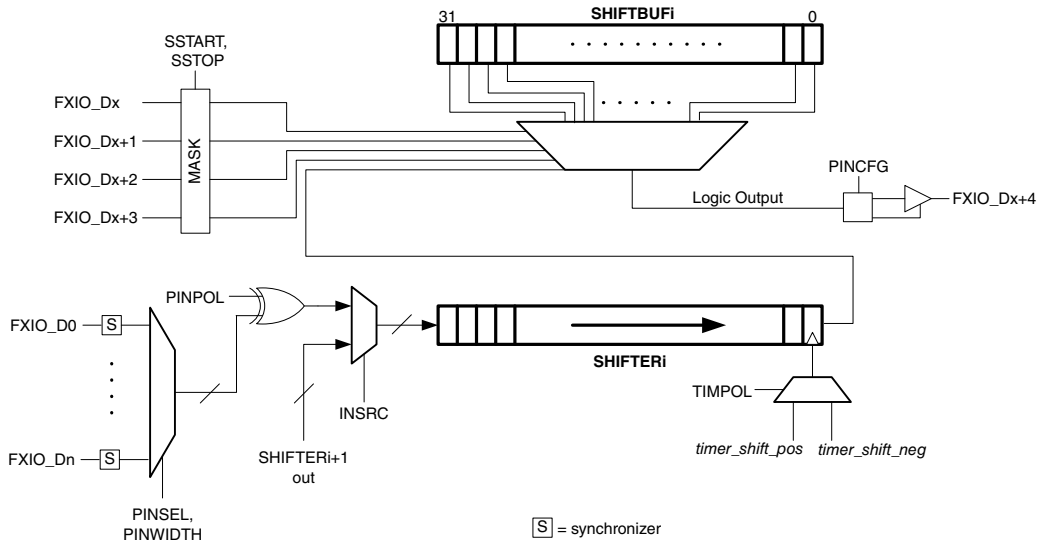 31
SHIFTBUFi
0
SSTART,
SSTOP
FXIO_Dx
FXIO_Dx+1
FXIO_Dx+2
FXIO_Dx+3
MASK
Logic Output
PINCFG
FXIO_Dx+4
PINPOL
FXIO_D0
S
FXIO_Dn
S
PINSEL,
PINWIDTH
INSRC
SHIFTERi+1
out
SHIFTERi
TIMPOL
timer_shift_pos
timer_shift_neg
S = synchronizer